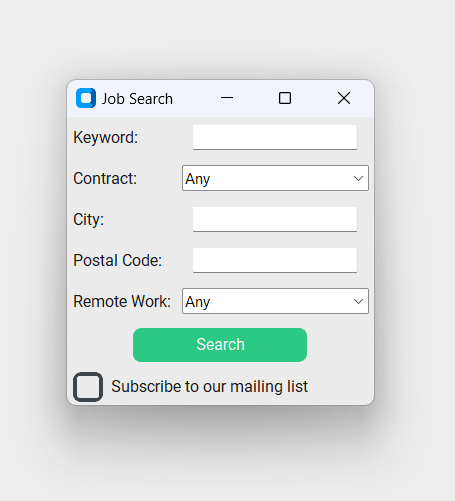 Job Search
Keyword:
Contract: Any
City:
Postal Code:
Remote Work: Any
Search
Subscribe to our mailing list